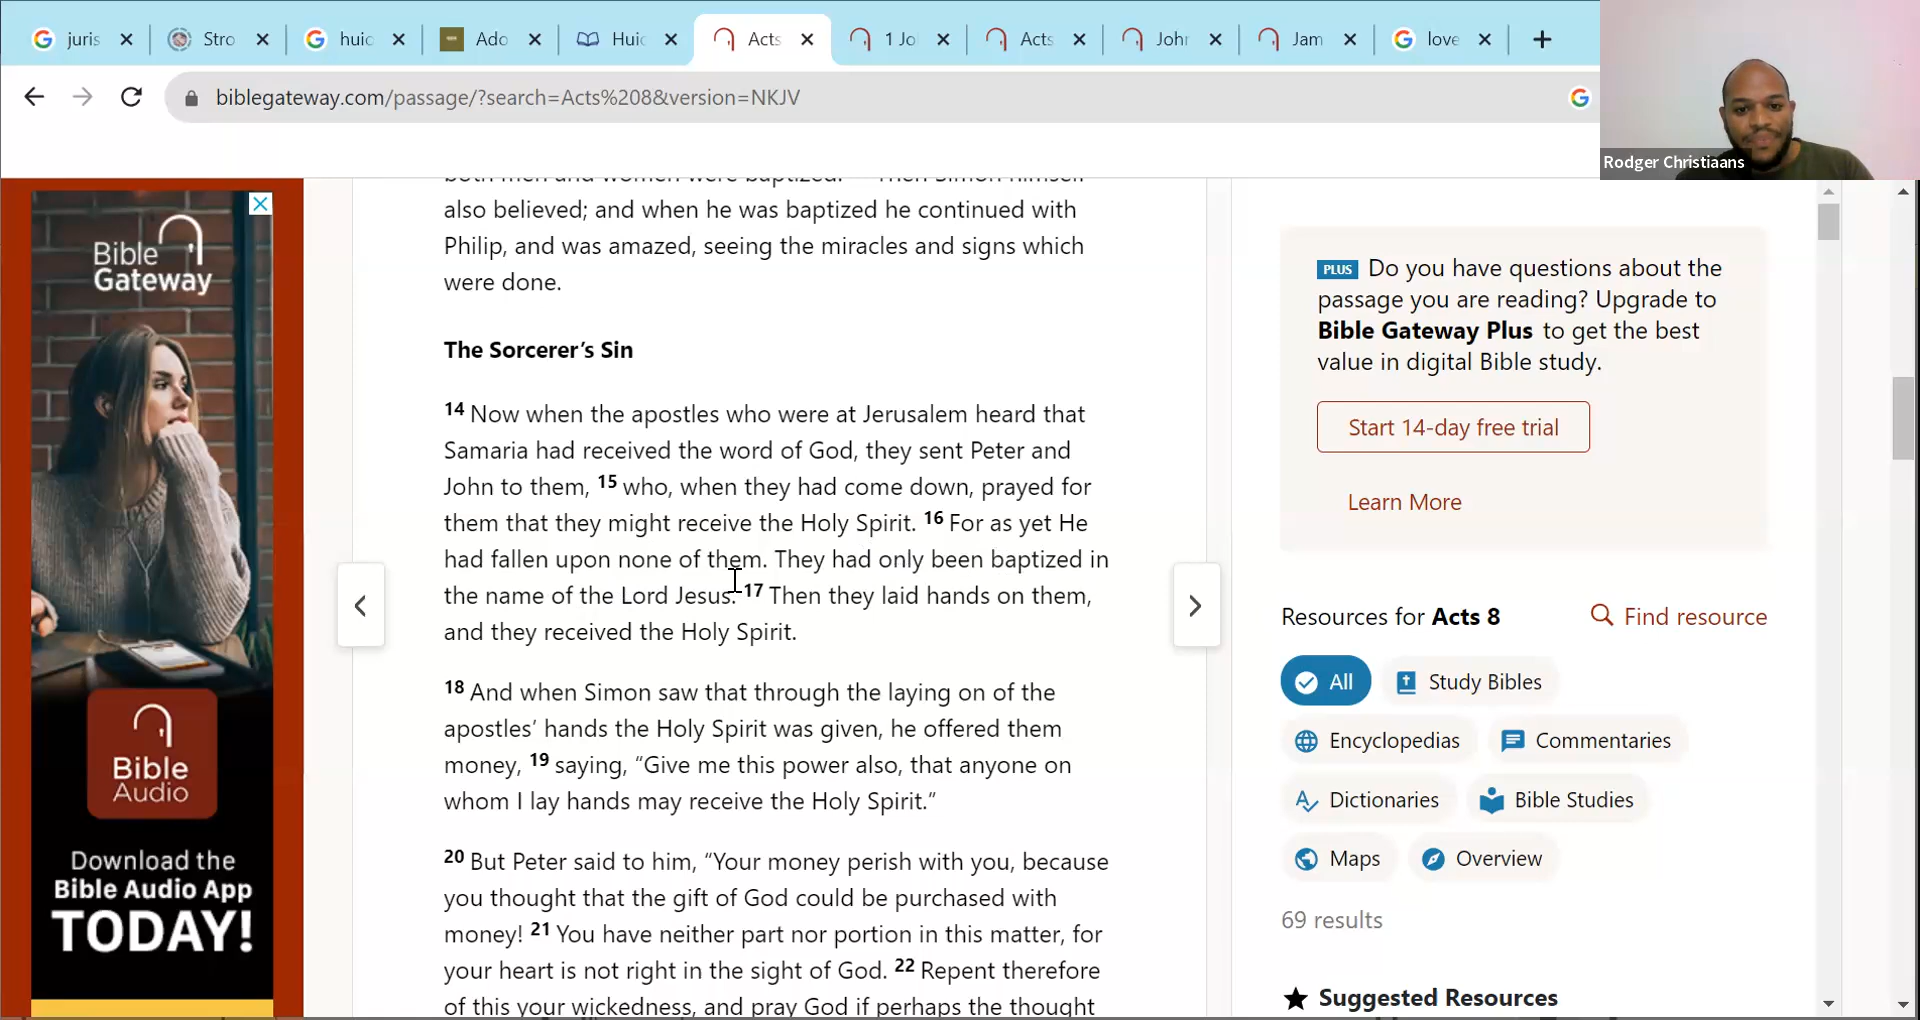 juris
Stro
huio
Ado
Huio
Acts
1 Jo
Acts
John
Jam
love
biblegateway.com/passage/?search=Acts%208&version=NKJV
Rodger Christiaans
Bible
Gateway
Bible
Audio
Download the
Bible Audio App
TODAY!
both men and women were baptized. Then Simon himself
also believed; and when he was baptized he continued with
Philip, and was amazed, seeing the miracles and signs which
were done.
The Sorcerer’s Sin
14 Now when the apostles who were at Jerusalem heard that
Samaria had received the word of God, they sent Peter and
John to them, 15 who, when they had come down, prayed for
them that they might receive the Holy Spirit. 16 For as yet He
had fallen upon none of them. They had only been baptized in
the name of the Lord Jesus. 17 Then they laid hands on them,
and they received the Holy Spirit.
18 And when Simon saw that through the laying on of the
apostles’ hands the Holy Spirit was given, he offered them
money, 19 saying, “Give me this power also, that anyone on
whom I lay hands may receive the Holy Spirit.”
20 But Peter said to him, “Your money perish with you, because
you thought that the gift of God could be purchased with
money! 21 You have neither part nor portion in this matter, for
your heart is not right in the sight of God. 22 Repent therefore
of this your wickedness, and pray God if perhaps the thought
PLUS Do you have questions about the
passage you are reading? Upgrade to
Bible Gateway Plus to get the best
value in digital Bible study.
Start 14-day free trial
Learn More
Resources for Acts 8
Find resource
All
Study Bibles
Encyclopedias
Commentaries
Dictionaries
Bible Studies
Maps
Overview
69 results
Suggested Resources